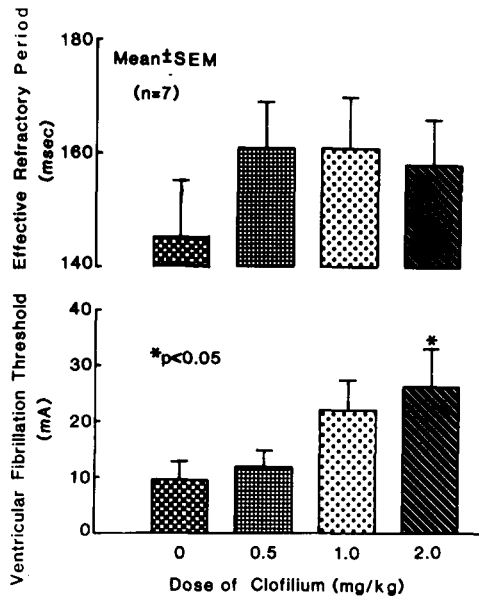 Effective Refractory Period
(msec)
180
160
140
Mean±SEM
(n=7)
Ventricular Fibrillation Threshold
(mA)
40
30
20
10
0
*p<0.05
*
0 0.5 1.0 2.0
Dose of Clofilium (mg/kg)